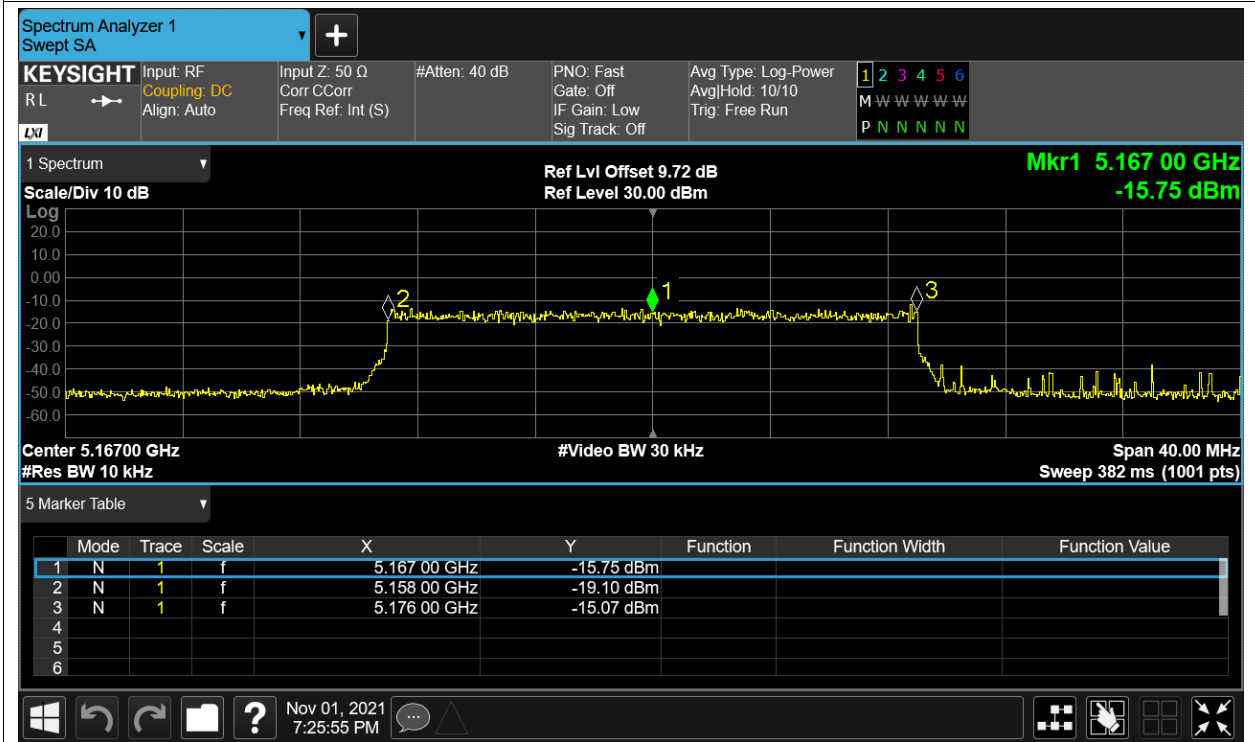 Spectrum Analyzer 1
Swept SA
+
KEYSIGHT Input: RF Input Z: 50 Ω #Atten: 40 dB PNO: Fast Avg Type: Log-Power 1 2 3 4 5 6
R L Coupling: DC Corr CCorr Gate: Off Avg|Hold: 10/10 M W W W W W W
Align: Auto Freq Ref: Int (S) IF Gain: Low Trig: Free Run
LXI Sig Track: Off P N N N N N N
1 Spectrum Ref Lvl Offset 9.72 dB Mkr1 5.167 00 GHz
Scale/Div 10 dB Ref Level 30.00 dBm -15.75 dBm
Log
20.0
10.0
0.00
-10.0
-20.0
-30.0
-40.0
-50.0
-60.0
2 1 3
Center 5.16700 GHz #Video BW 30 kHz Span 40.00 MHz
#Res BW 10 kHz Sweep 382 ms (1001 pts)
5 Marker Table
Mode Trace Scale X Y Function Function Width Function Value
1 N 1 f 5.167 00 GHz -15.75 dBm
2 N 1 f 5.158 00 GHz -19.10 dBm
3 N 1 f 5.176 00 GHz -15.07 dBm
4
5
6
? Nov 01, 2021
7:25:55 PM